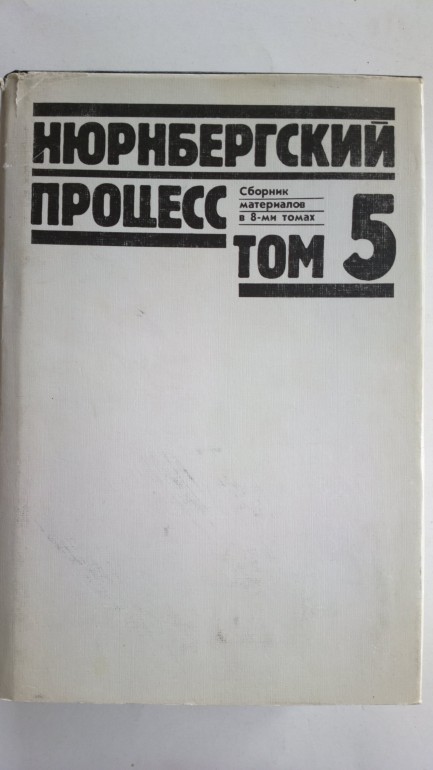 НЮРНБЕРГСКИЙ
ПРОЦЕСС
Сборник
материалов
в 8-ми томах
ТОМ 5